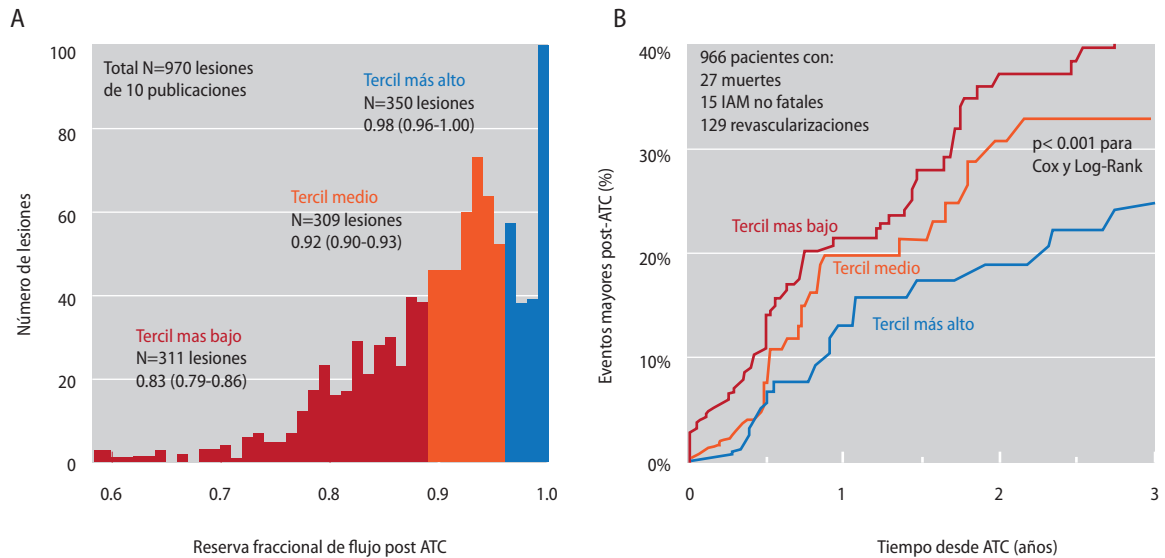 A
100
80
60
40
20
0
Número de lesiones
Total N=970 lesiones
de 10 publicaciones
Tercil más alto
N=350 lesiones
0.98 (0.96-1.00)
Tercil medio
N=309 lesiones
0.92 (0.90-0.93)
Tercil mas bajo
N=311 lesiones
0.83 (0.79-0.86)
0.6 0.7 0.8 0.9 1.0
Reserva fraccional de flujo post ATC
B
40%
30%
20%
10%
0%
Eventos mayores post-ATC (%)
966 pacientes con:
27 muertes
15 IAM no fatales
129 revascularizaciones
p< 0.001 para
Cox y Log-Rank
Tercil mas bajo
Tercil medio
Tercil más alto
0 1 2 3
Tiempo desde ATC (años)